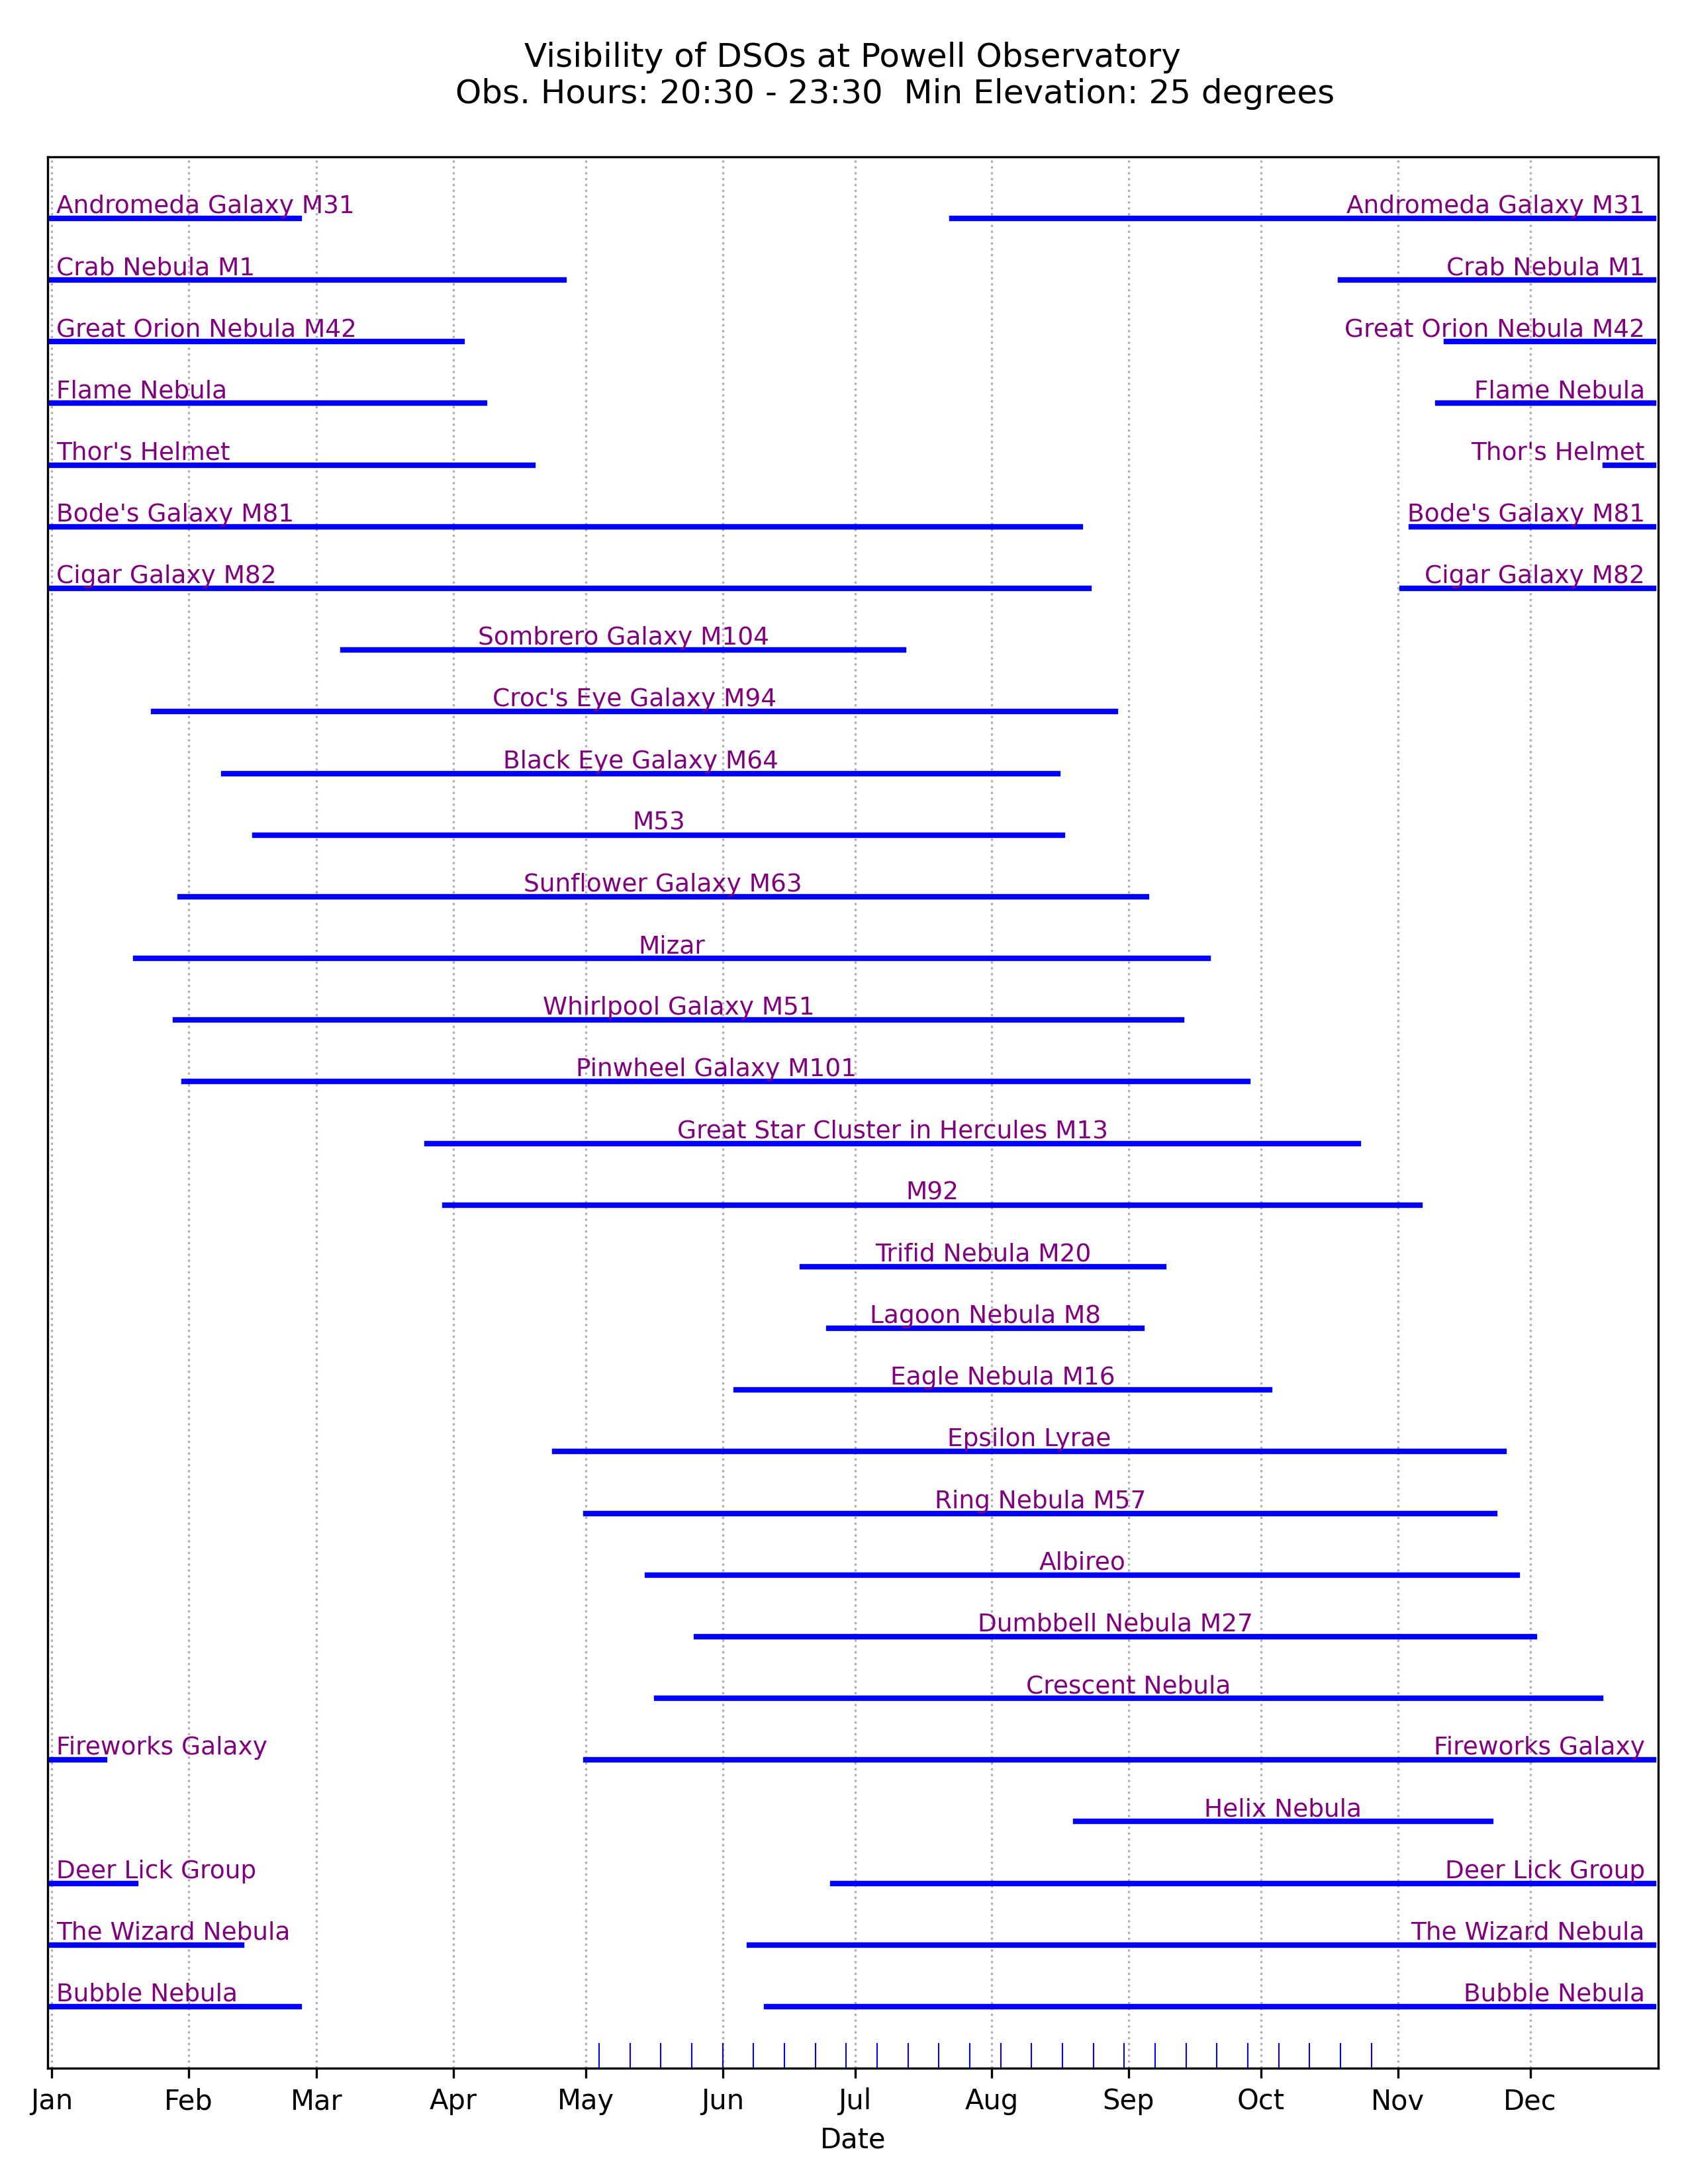 Visibility of DSOs at Powell Observatory
Obs. Hours: 20:30 - 23:30  Min Elevation: 25 degrees
Andromeda Galaxy M31 Andromeda Galaxy M31
Crab Nebula M1 Crab Nebula M1
Great Orion Nebula M42 Great Orion Nebula M42
Flame Nebula Flame Nebula
Thor's Helmet Thor's Helmet
Bode's Galaxy M81 Bode's Galaxy M81
Cigar Galaxy M82 Cigar Galaxy M82
Sombrero Galaxy M104
Croc's Eye Galaxy M94
Black Eye Galaxy M64
M53
Sunflower Galaxy M63
Mizar
Whirlpool Galaxy M51
Pinwheel Galaxy M101
Great Star Cluster in Hercules M13
M92
Trifid Nebula M20
Lagoon Nebula M8
Eagle Nebula M16
Epsilon Lyrae
Ring Nebula M57
Albireo
Dumbbell Nebula M27
Crescent Nebula
Fireworks Galaxy Fireworks Galaxy
Helix Nebula
Deer Lick Group Deer Lick Group
The Wizard Nebula The Wizard Nebula
Bubble Nebula Bubble Nebula
Jan Feb Mar Apr May Jun Jul Aug Sep Oct Nov Dec
Date